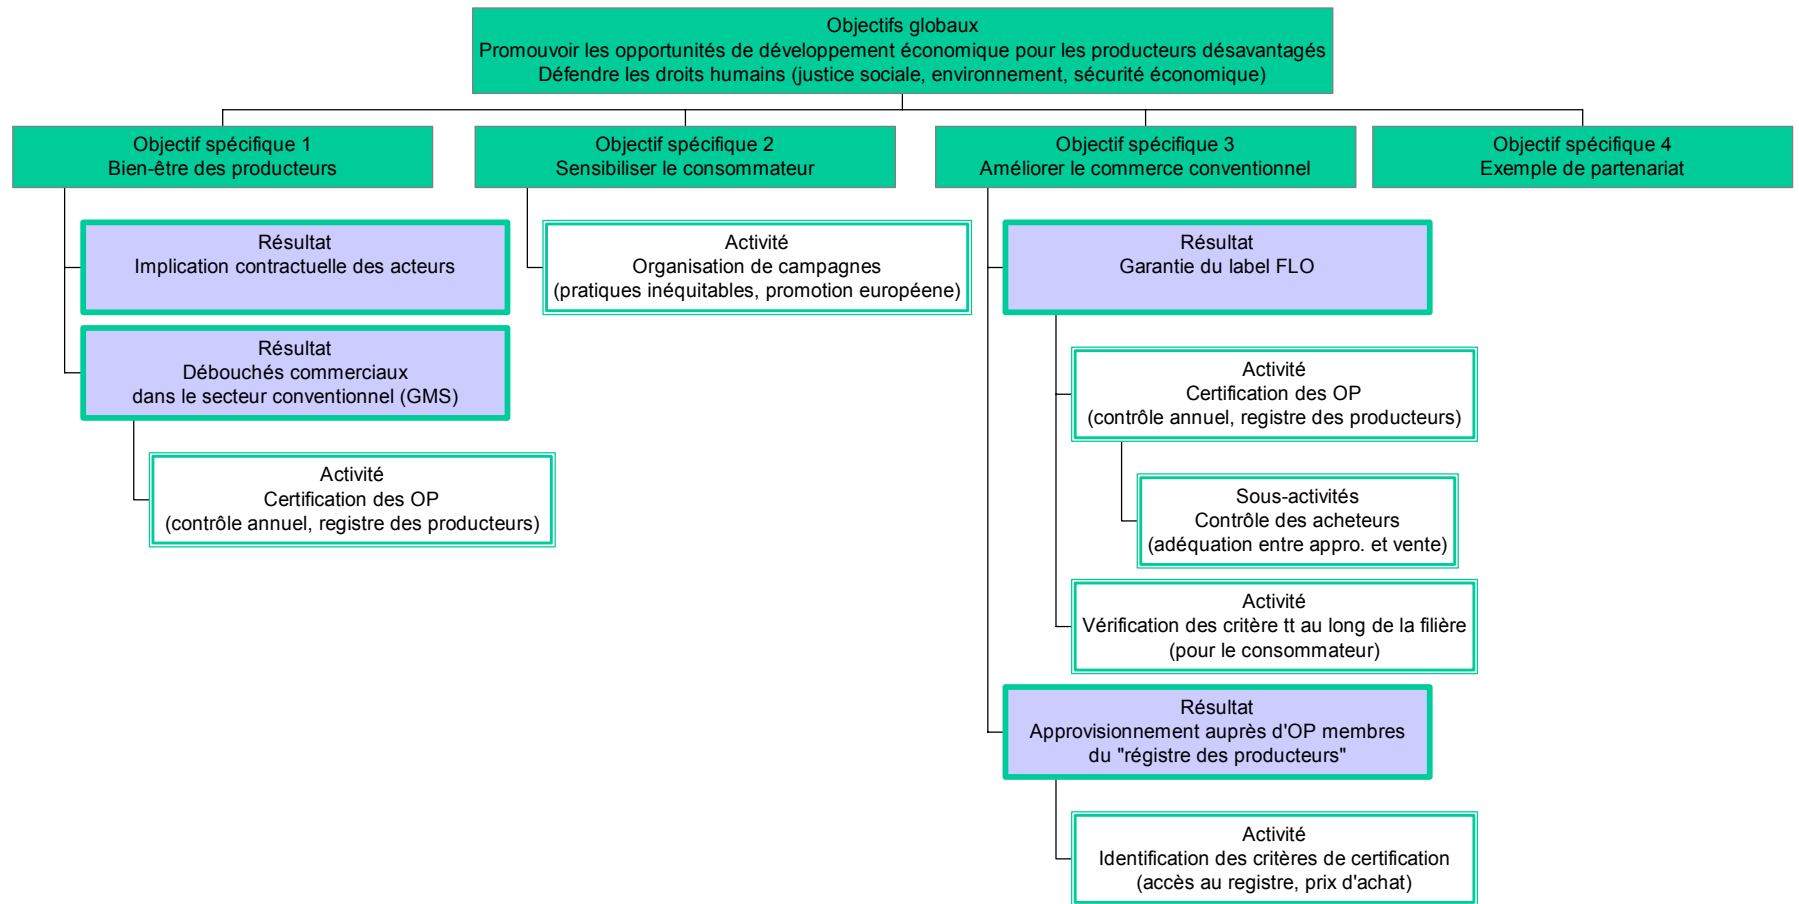 Objectifs globaux
Promouvoir les opportunités de développement économique pour les producteurs désavantagés
Défendre les droits humains (justice sociale, environnement, sécurité économique)
Objectif spécifique 1
Bien-être des producteurs
Objectif spécifique 2
Sensibiliser le consommateur
Objectif spécifique 3
Améliorer le commerce conventionnel
Objectif spécifique 4
Exemple de partenariat
Résultat
Implication contractuelle des acteurs
Résultat
Débouchés commerciaux
dans le secteur conventionnel (GMS)
Activité
Certification des OP
(contrôle annuel, registre des producteurs)
Activité
Organisation de campagnes
(pratiques inéquitables, promotion européene)
Résultat
Garantie du label FLO
Activité
Certification des OP
(contrôle annuel, registre des producteurs)
Sous-activités
Contrôle des acheteurs
(adéquation entre appro. et vente)
Activité
Vérification des critère tt au long de la filière
(pour le consommateur)
Résultat
Approvisionnement auprès d'OP membres
du "régistre des producteurs"
Activité
Identification des critères de certification
(accès au registre, prix d'achat)